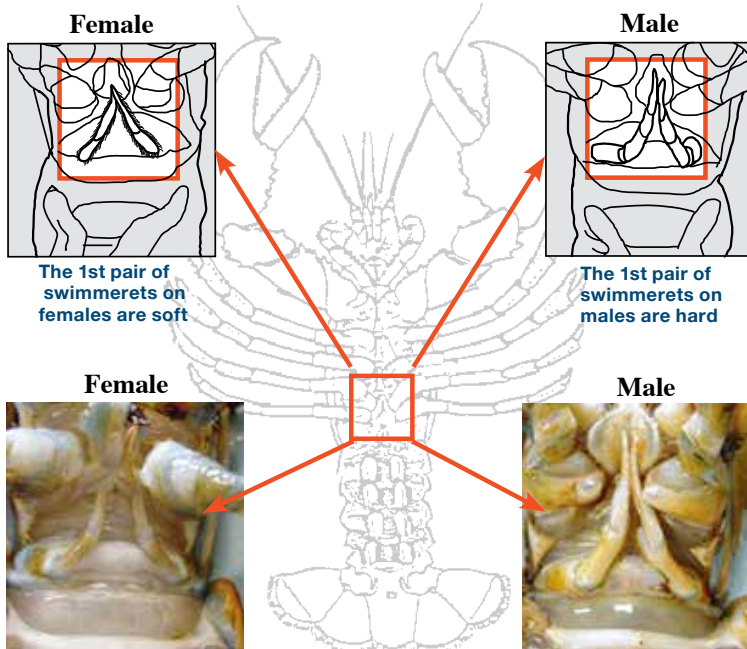 Female
Male
The 1st pair of
swimmerets on
females are soft
The 1st pair of
swimmerets on
males are hard
Female
Male